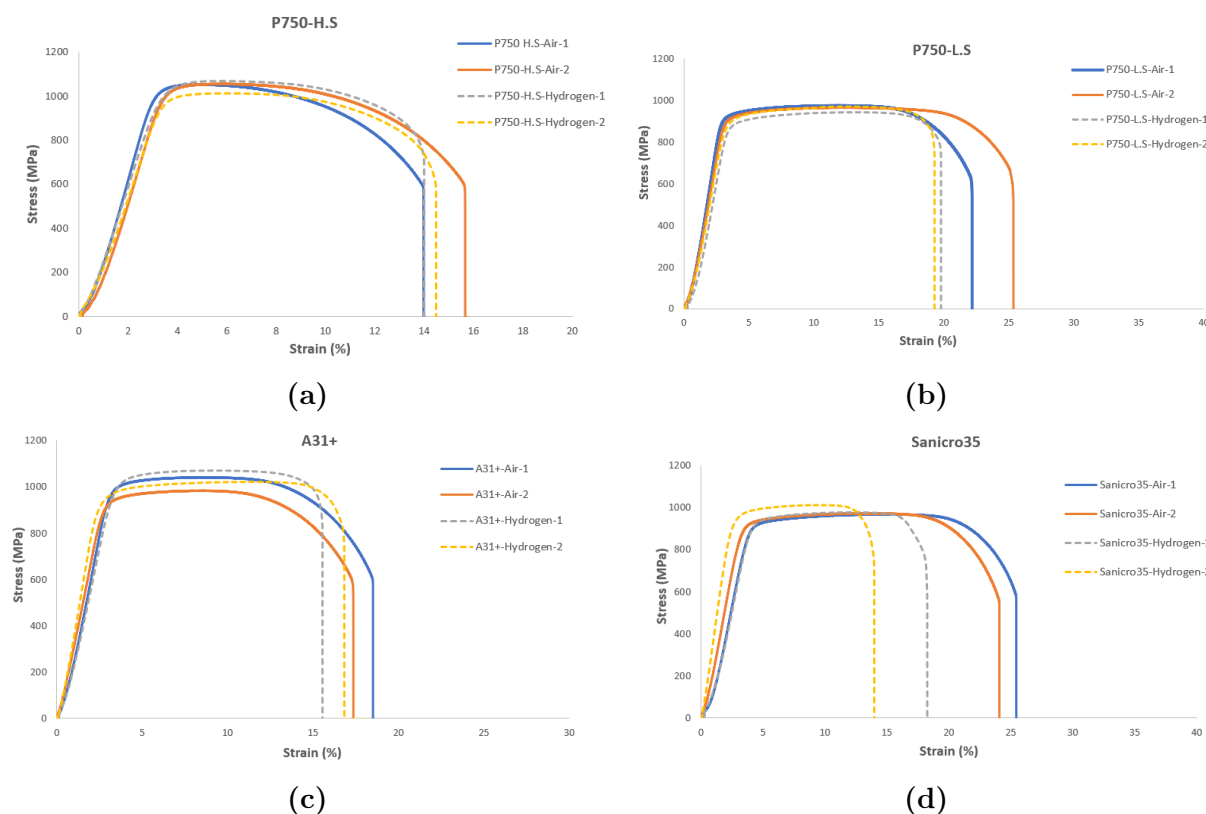 P750-H.S
1200
1000
800
600
400
200
0
0 2 4 6 8 10 12 14 16 18 20
Stress (MPa)
Strain (%)
P750 H.S-Air-1
P750-H.S-Air-2
P750-H.S-Hydrogen-1
P750-H.S-Hydrogen-2
(a)
P750-L.S
1200
1000
800
600
400
200
0
0 5 10 15 20 25 30 35 40
Stress (MPa)
Strain (%)
P750-L.S-Air-1
P750-L.S-Air-2
P750-L.S-Hydrogen-1
P750-L.S-Hydrogen-2
(b)
A31+
1200
1000
800
600
400
200
0
0 5 10 15 20 25 30
Stress (MPa)
Strain (%)
A31+-Air-1
A31+-Air-2
A31+-Hydrogen-1
A31+-Hydrogen-2
(c)
Sanicro35
1200
1000
800
600
400
200
0
0 5 10 15 20 25 30 35 40
Stress (MPa)
Strain (%)
Sanicro35-Air-1
Sanicro35-Air-2
Sanicro35-Hydrogen-1
Sanicro35-Hydrogen-2
(d)